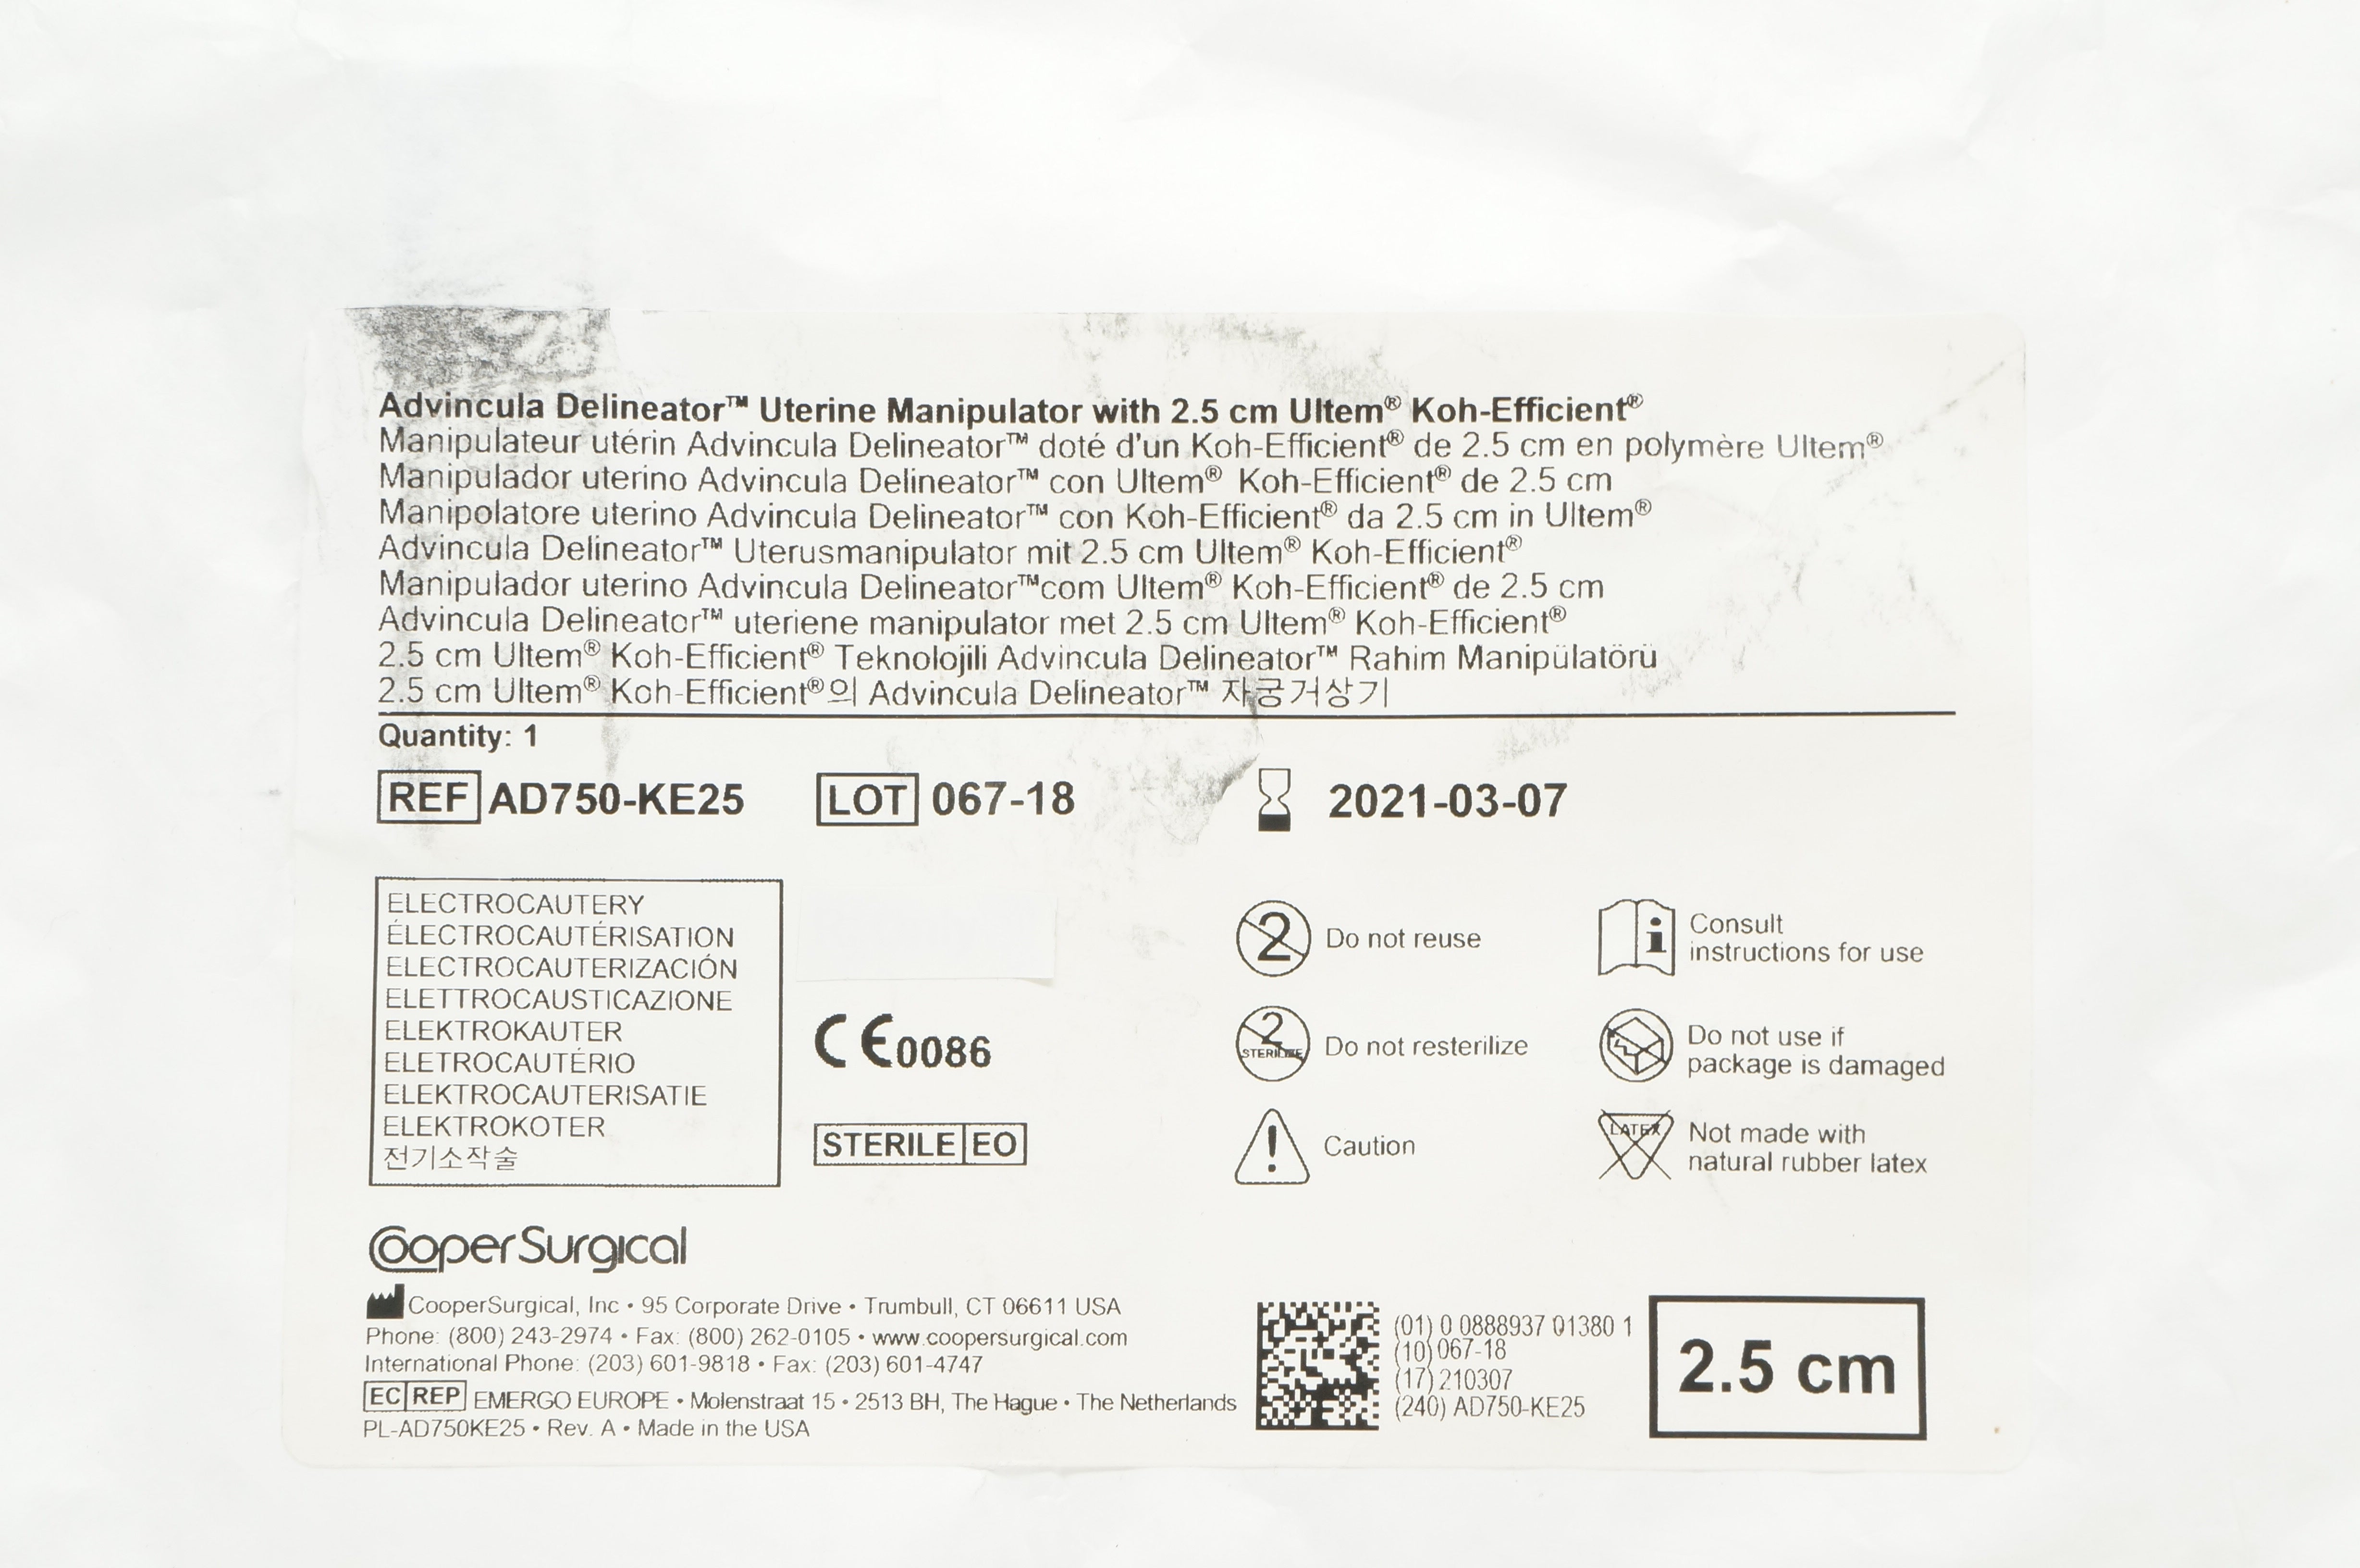 Advincula Delineator™ Uterine Manipulator with 2.5 cm Ultem® Koh-Efficient®
Manipulateur utérin Advincula Delineator™ doté d'un Koh-Efficient® de 2.5 cm en polymère Ultem®
Manipulador uterino Advincula Delineator™ con Ultem® Koh-Efficient® de 2.5 cm
Manipolatore uterino Advincula Delineator™ con Koh-Efficient® da 2.5 cm in Ultem®
Advincula Delineator™ Uterusmanipulator mit 2.5 cm Ultem® Koh-Efficient®
Manipulador uterino Advincula Delineator™com Ultem® Koh-Efficient® de 2.5 cm
Advincula Delineator™ uteriene manipulator met 2.5 cm Ultem® Koh-Efficient®
2.5 cm Ultem® Koh-Efficient® Teknolojili Advincula Delineator™ Rahim Manipülatörü
2.5 cm Ultem® Koh-Efficient®의 Advincula Delineator™ 자궁거상기
Quantity: 1
REF AD750-KE25 LOT 067-18 2021-03-07
ELECTROCAUTERY
ÉLECTROCAUTÉRISATION
ELECTROCAUTERIZACIÓN
ELETTROCAUSTICAZIONE
ELEKTROKAUTER
ELETROCAUTÉRIO
ELEKTROCAUTERISATIE
ELEKTROKOTER
전기소작술
CE0086
STERILE EO
2 Do not reuse
2 STERILIZE Do not resterilize
! Caution
i Consult
instructions for use
Do not use if
package is damaged
LATEX Not made with
natural rubber latex
CooperSurgical
CooperSurgical, Inc • 95 Corporate Drive • Trumbull, CT 06611 USA
Phone: (800) 243-2974 • Fax: (800) 262-0105 • www.coopersurgical.com
International Phone: (203) 601-9818 • Fax: (203) 601-4747
EC REP EMERGO EUROPE • Molenstraat 15 • 2513 BH, The Hague • The Netherlands
PL-AD750KE25 • Rev. A • Made in the USA
(01) 0 0888937 01380 1
(10) 067-18
(17) 210307
(240) AD750-KE25
2.5 cm